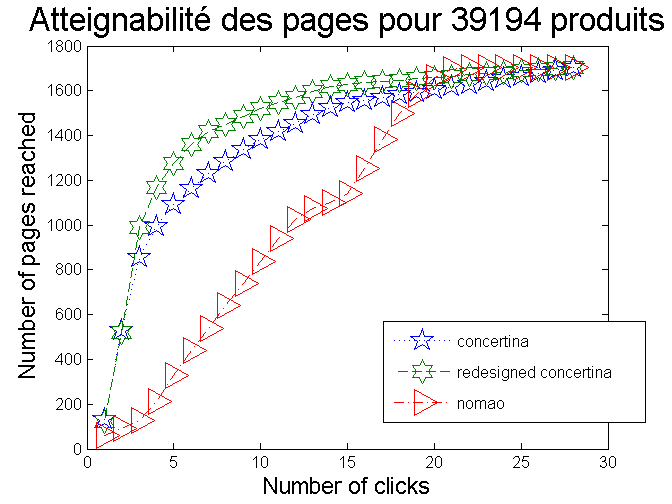 Atteignabilité des pages pour 39194 produits
1800
1600
1400
1200
1000
800
600
400
200
0
Number of pages reached
concertina
redesigned concertina
nomao
0 5 10 15 20 25 30
Number of clicks